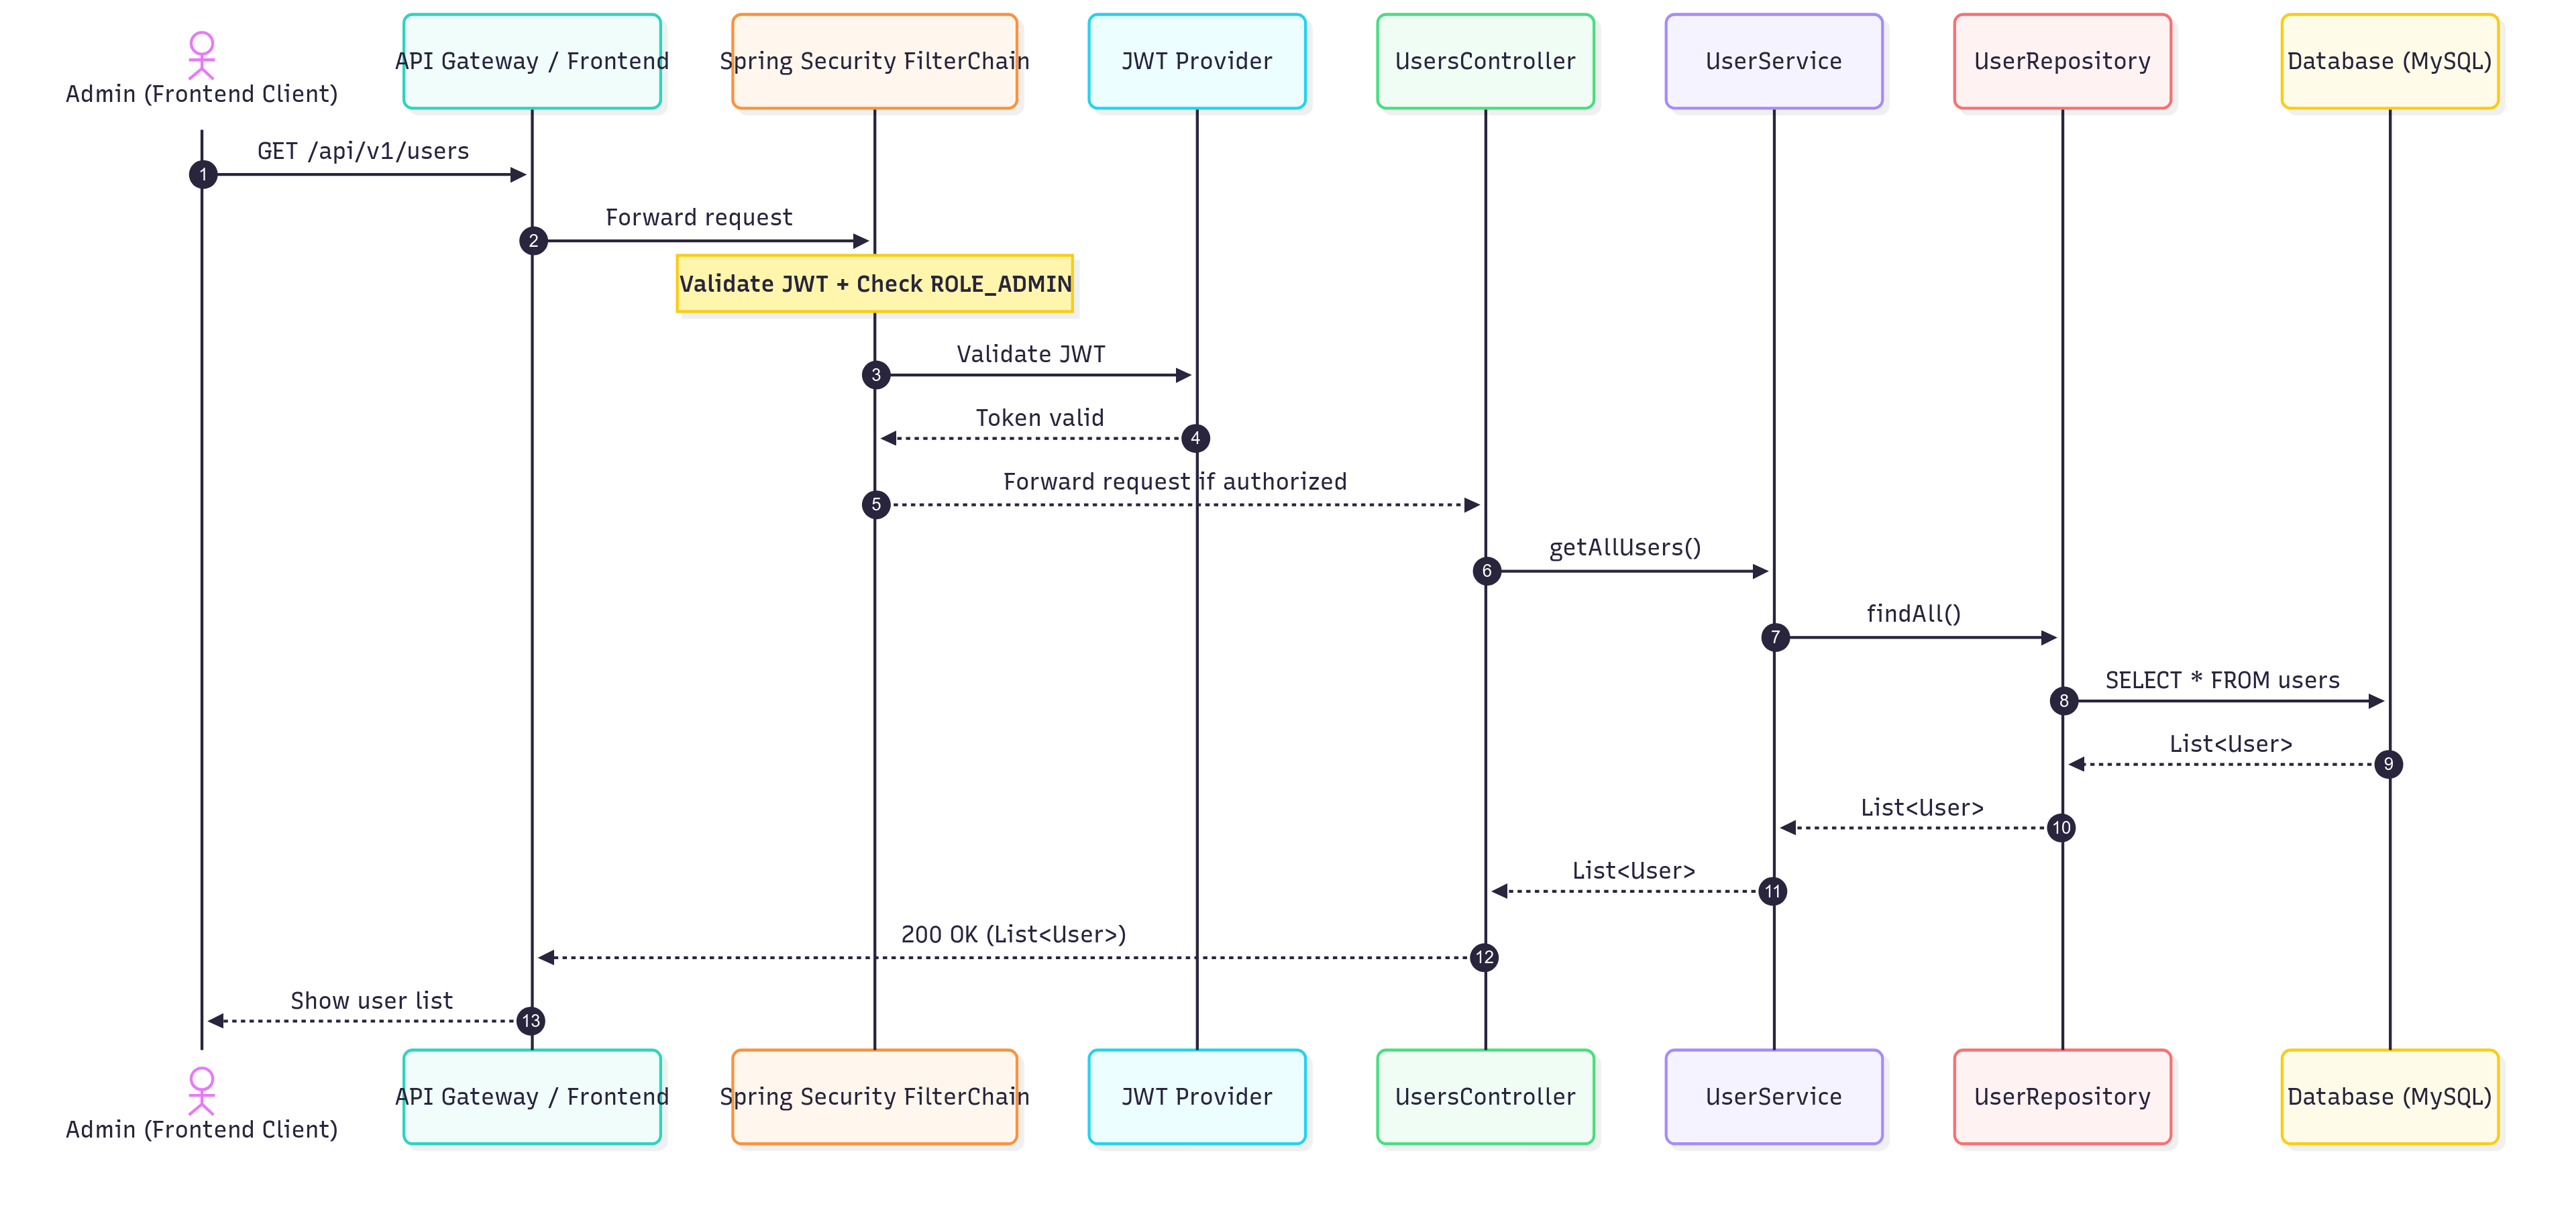 Admin (Frontend Client)
API Gateway / Frontend
Spring Security FilterChain
JWT Provider
UsersController
UserService
UserRepository
Database (MySQL)
GET /api/v1/users
1
Forward request
2
Validate JWT + Check ROLE_ADMIN
Validate JWT
3
Token valid
4
Forward request if authorized
5
getAllUsers()
6
findAll()
7
SELECT * FROM users
8
List<User>
9
List<User>
10
List<User>
11
200 OK (List<User>)
12
Show user list
13
Admin (Frontend Client)
API Gateway / Frontend
Spring Security FilterChain
JWT Provider
UsersController
UserService
UserRepository
Database (MySQL)